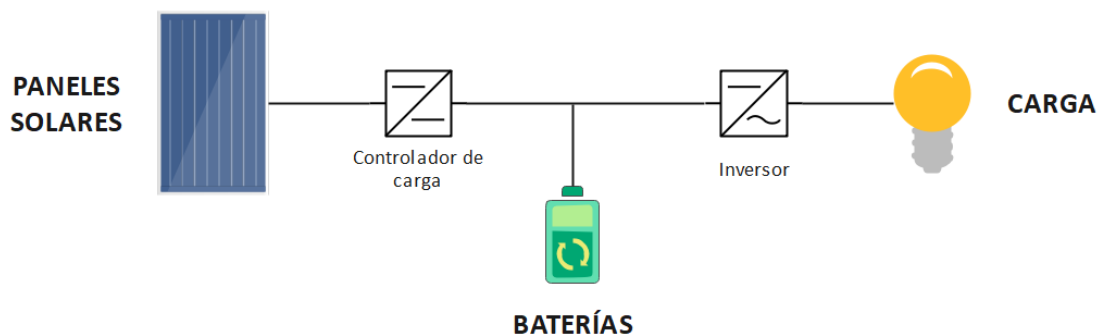 PANELES
SOLARES
Controlador de
carga
Inversor
CARGA
BATERÍAS